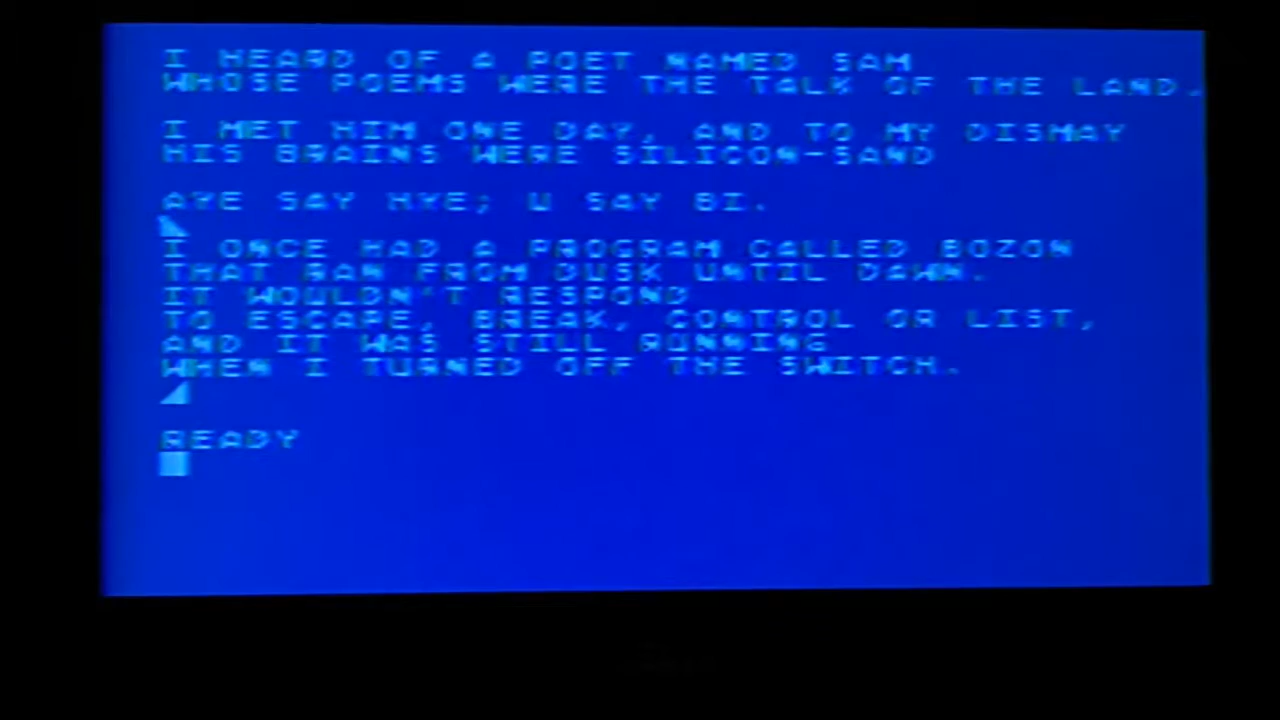 I HEARD OF A POET NAMED SAM
WHOSE POEMS WERE THE TALK OF THE LAND.
I MET HIM ONE DAY, AND TO MY DISMAY
HIS BRAINS WERE SILICON-SAND
AYE SAY HYE; U SAY BI.
I ONCE HAD A PROGRAM CALLED BOZON
THAT RAN FROM DUSK UNTIL DAWN.
IT WOULDN'T RESPOND
TO ESCAPE, BREAK, CONTROL OR LIST,
AND IT WAS STILL RUNNING
WHEN I TURNED OFF THE SWITCH.
READY